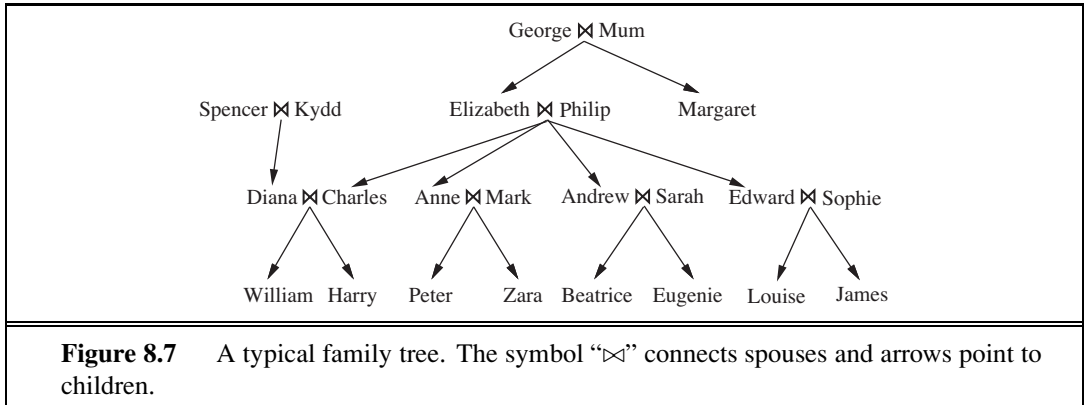 George ⋈ Mum
Spencer ⋈ Kydd Elizabeth ⋈ Philip Margaret
Diana ⋈ Charles Anne ⋈ Mark Andrew ⋈ Sarah Edward ⋈ Sophie
William Harry Peter Zara Beatrice Eugenie Louise James
Figure 8.7 A typical family tree. The symbol “⋈” connects spouses and arrows point to
children.